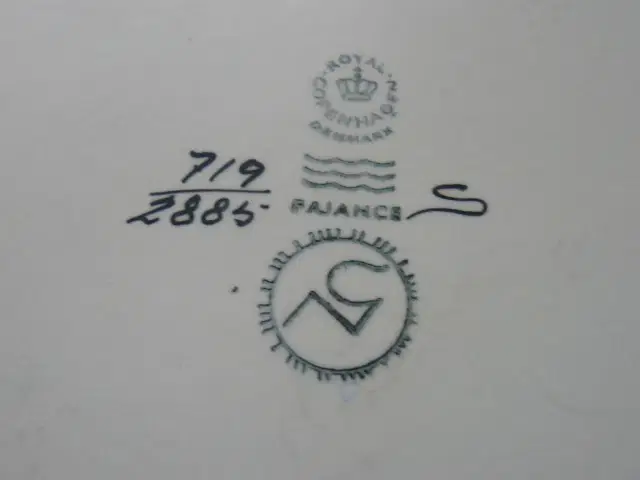 ROYAL COPENHAGEN
DENMARK
719
2885
FAJANCE
S